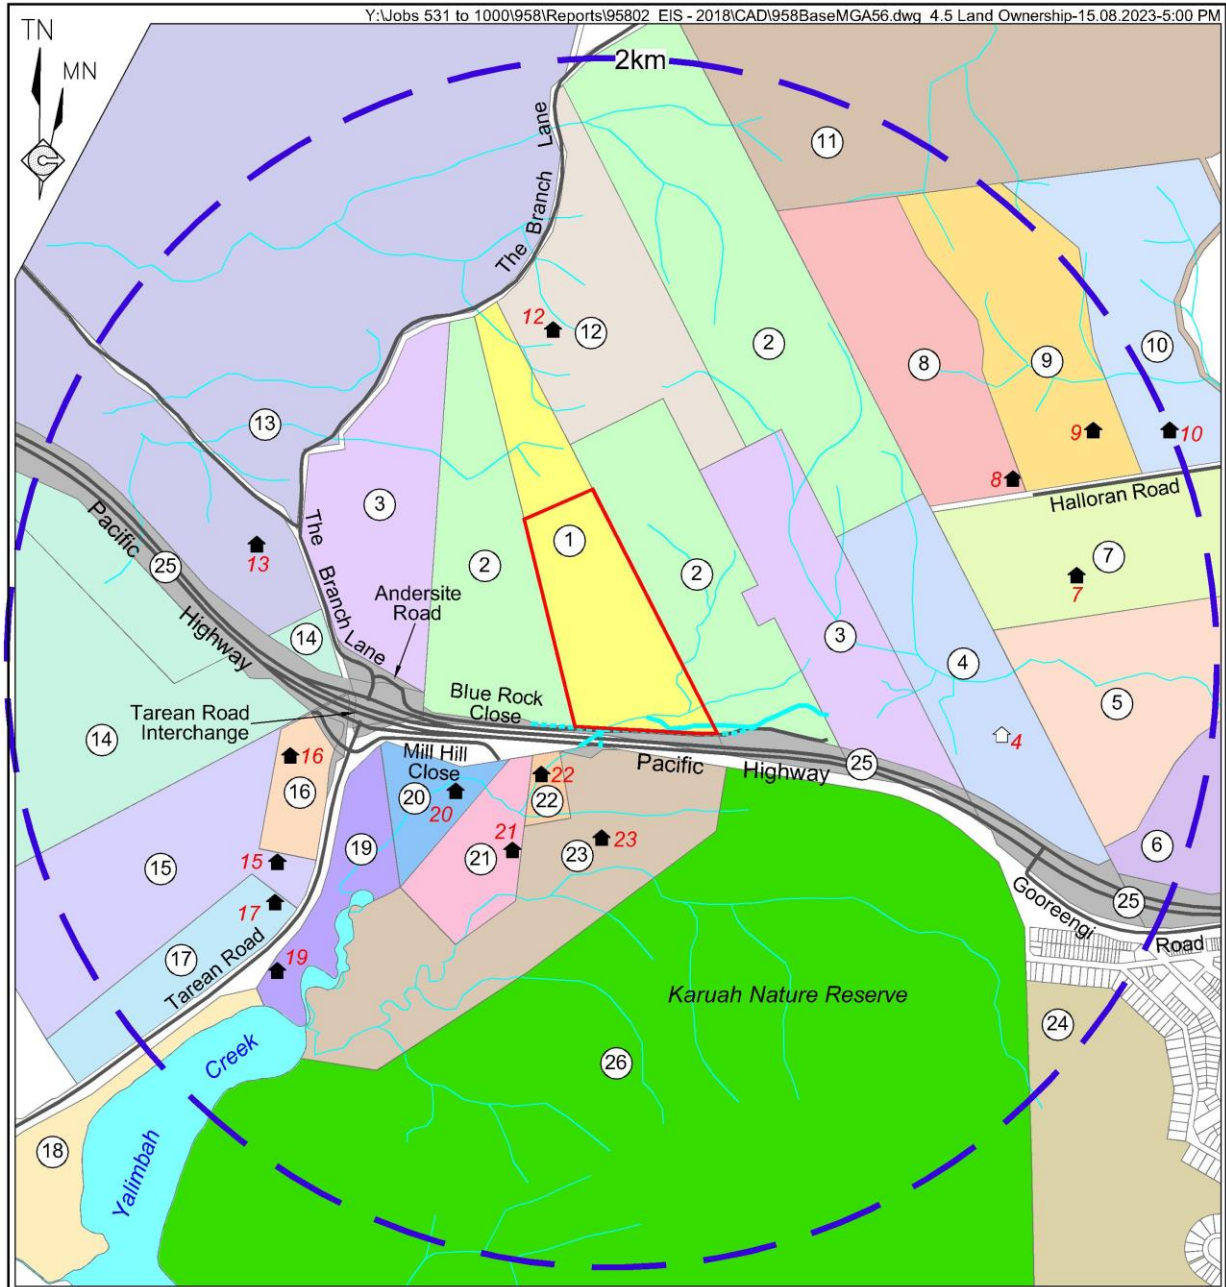 Y:\Jobs 531 to 1000\958\Reports\95802_EIS - 2018\CAD\958BaseMGA56.dwg_4.5 Land Ownership-15.08.2023-5:00 PM
TN
MN
2km
The Branch Lane
11
12
12
2
8
9
10
9
10
8
Halloran Road
13
3
13
The Branch Lane
Pacific
25
Highway
Andersite
Road
1
2
2
7
7
3
4
4
5
6
14
14
Tarean Road
Interchange
Blue Rock
Close
Mill Hill
Close
Pacific Highway
25
25
16
16
15
15
17
17
Tarean Road
19
19
20
20
21
21
22
22
23
23
Gooreengi
Road
Karuah Nature Reserve
24
26
18
Yalimbah
Creek